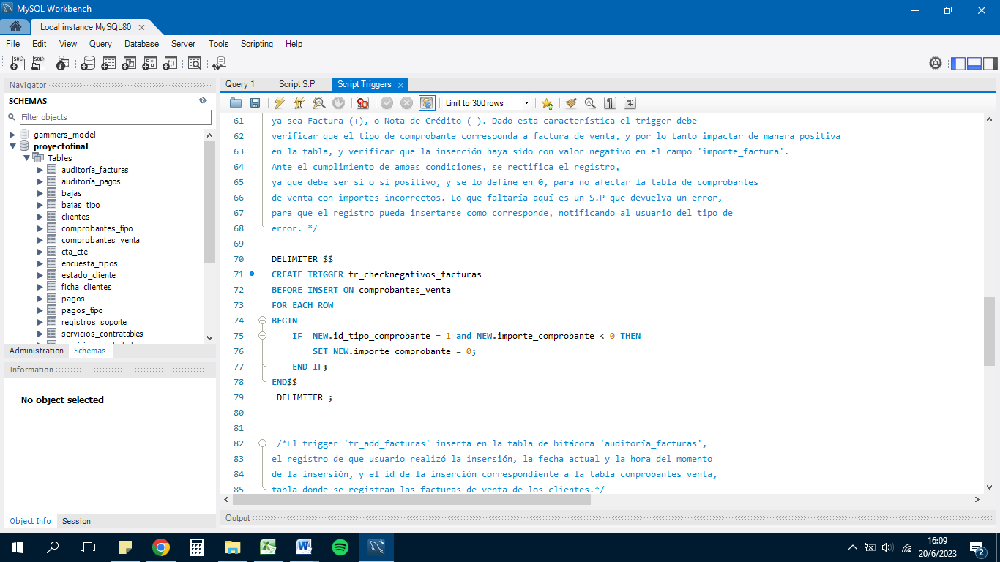 MySQL Workbench
Local instance MySQL80
File Edit View Query Database Server Tools Scripting Help
Navigator
SCHEMAS
Filter objects
gammers_model
proyectofinal
Tables
auditoría_facturas
auditoría_pagos
bajas
bajas_tipo
clientes
comprobantes_tipo
comprobantes_venta
cta_cte
encuesta_tipos
estado_cliente
ficha_clientes
pagos
pagos_tipo
registros_soporte
servicios_contratables
Administration Schemas
Information
No object selected
Object Info Session
Query 1 Script S.P Script Triggers
Limit to 300 rows
61 ya sea Factura (+), o Nota de Crédito (-). Dado esta característica el trigger debe
62 verificar que el tipo de comprobante corresponda a factura de venta, y por lo tanto impactar de manera positiva
63 en la tabla, y verificar que la inserción haya sido con valor negativo en el campo 'importe_factura'.
64 Ante el cumplimiento de ambas condiciones, se rectifica el registro,
65 ya que debe ser si o si positivo, y se lo define en 0, para no afectar la tabla de comprobantes
66 de venta con importes incorrectos. Lo que faltaría aquí es un S.P que devuelva un error,
67 para que el registro pueda insertarse como corresponde, notificando al usuario del tipo de
68 error. */
69
70 DELIMITER $$
71 CREATE TRIGGER tr_checknegativos_facturas
72 BEFORE INSERT ON comprobantes_venta
73 FOR EACH ROW
74 BEGIN
75 IF NEW.id_tipo_comprobante = 1 and NEW.importe_comprobante < 0 THEN
76 SET NEW.importe_comprobante = 0;
77 END IF;
78 END$$
79 DELIMITER ;
80
81
82 /*El trigger 'tr_add_facturas' inserta en la tabla de bitácora 'auditoría_facturas',
83 el registro de que usuario realizó la insersión, la fecha actual y la hora del momento
84 de la insersión, y el id de la inserción correspondiente a la tabla comprobantes_venta,
85 tabla donde se registran las facturas de venta de los clientes.*/
Output
16:09
20/6/2023
2